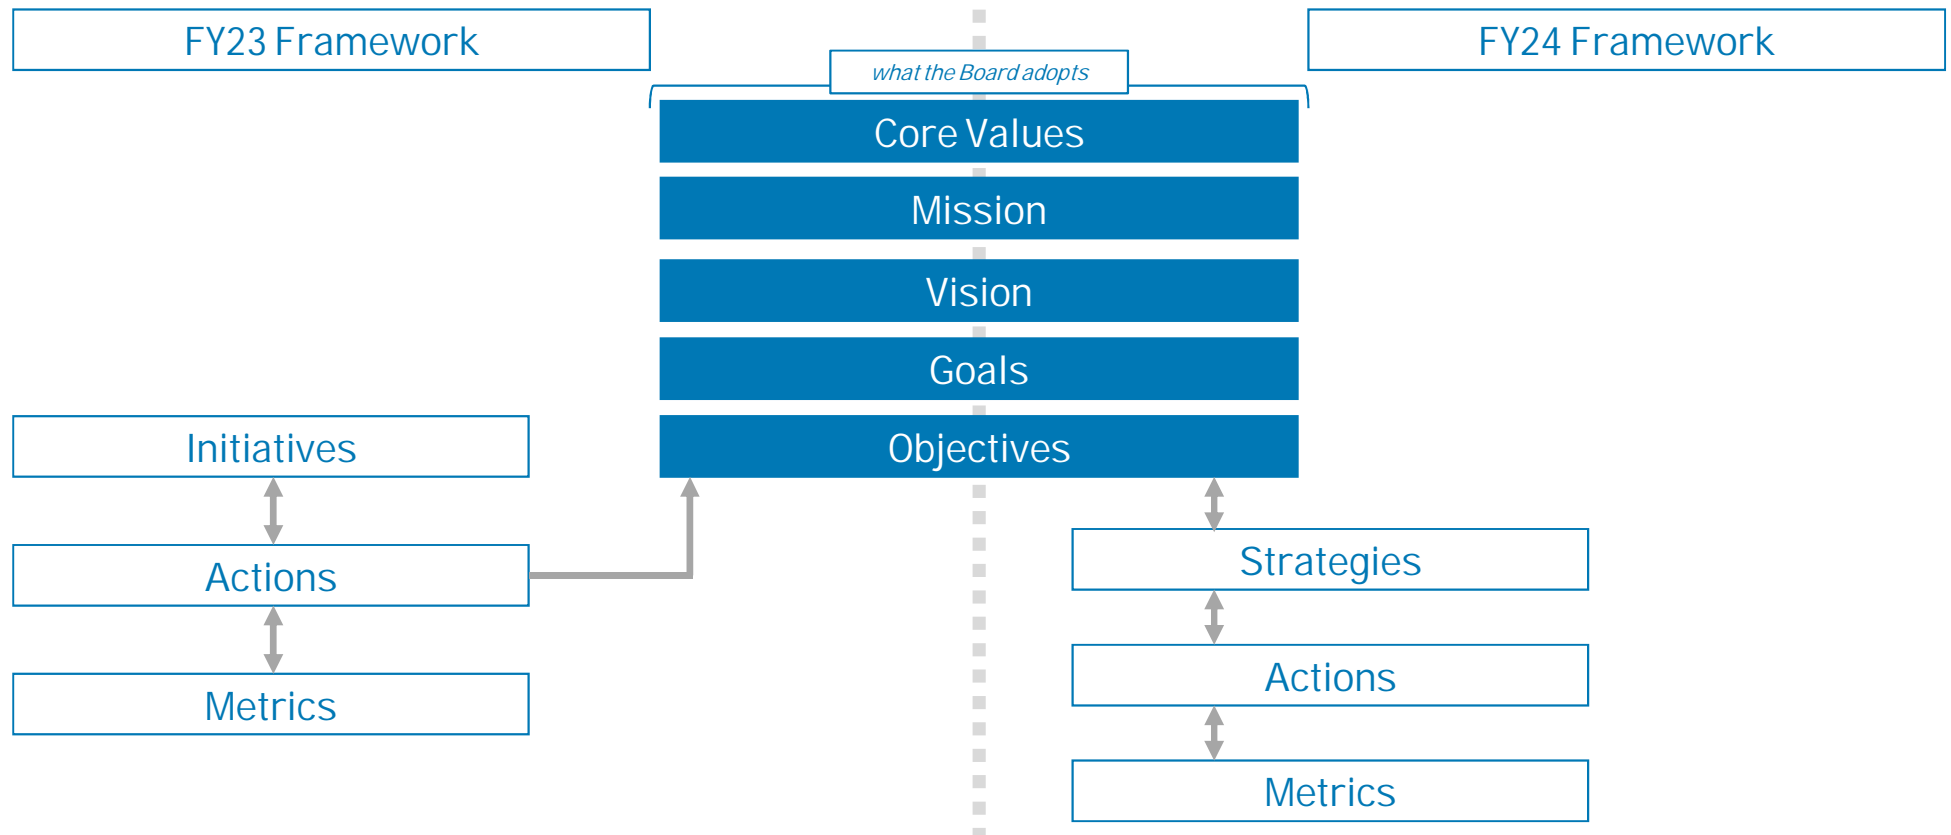 FY23 Framework
FY24 Framework
what the Board adopts
Core Values
Mission
Vision
Goals
Objectives
Initiatives
Actions
Metrics
Strategies
Actions
Metrics